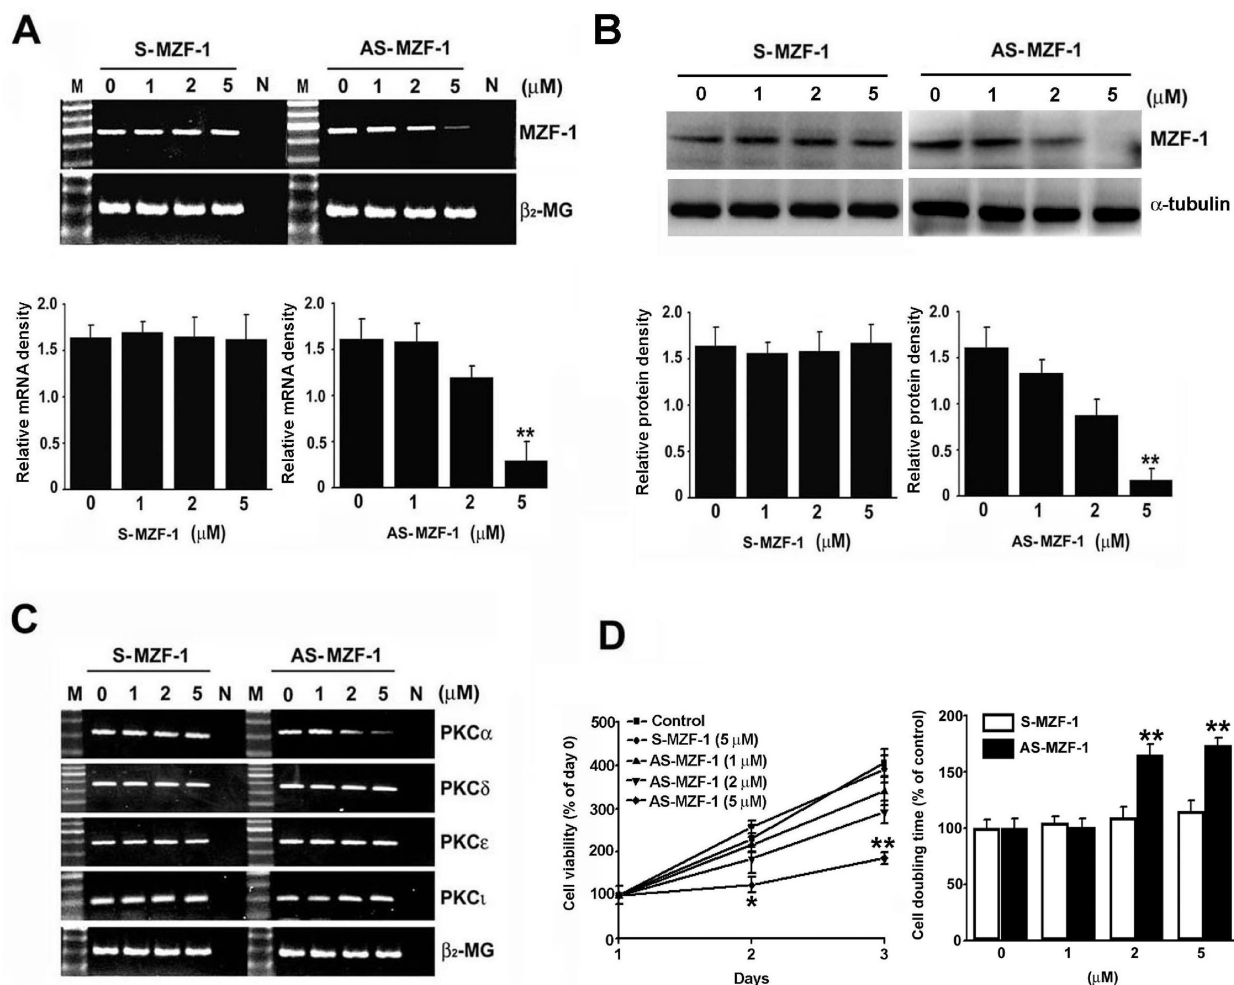 A
S-MZF-1 AS-MZF-1
M 0 1 2 5 N M 0 1 2 5 N (µM)
MZF-1
β2-MG
2.0
1.5
1.0
0.5
0
Relative mRNA density
0 1 2 5
S-MZF-1 (µM)
2.0
1.5
1.0
0.5
0
Relative mRNA density
**
0 1 2 5
AS-MZF-1 (µM)
B
S-MZF-1 AS-MZF-1
0 1 2 5 0 1 2 5 (µM)
MZF-1
α-tubulin
2.0
1.5
1.0
0.5
0
Relative protein density
0 1 2 5
S-MZF-1 (µM)
2.0
1.5
1.0
0.5
0
Relative protein density
**
0 1 2 5
AS-MZF-1 (µM)
C
S-MZF-1 AS-MZF-1
M 0 1 2 5 N M 0 1 2 5 N (µM)
PKCα
PKCδ
PKCε
PKCι
β2-MG
D
500
400
300
200
100
0
Cell viability (% of day 0)
Control
S-MZF-1 (5 µM)
AS-MZF-1 (1 µM)
AS-MZF-1 (2 µM)
AS-MZF-1 (5 µM)
**
*
1 2 3
Days
200
150
100
50
0
Cell doubling time (% of control)
S-MZF-1
AS-MZF-1
** **
0 1 2 5
(µM)